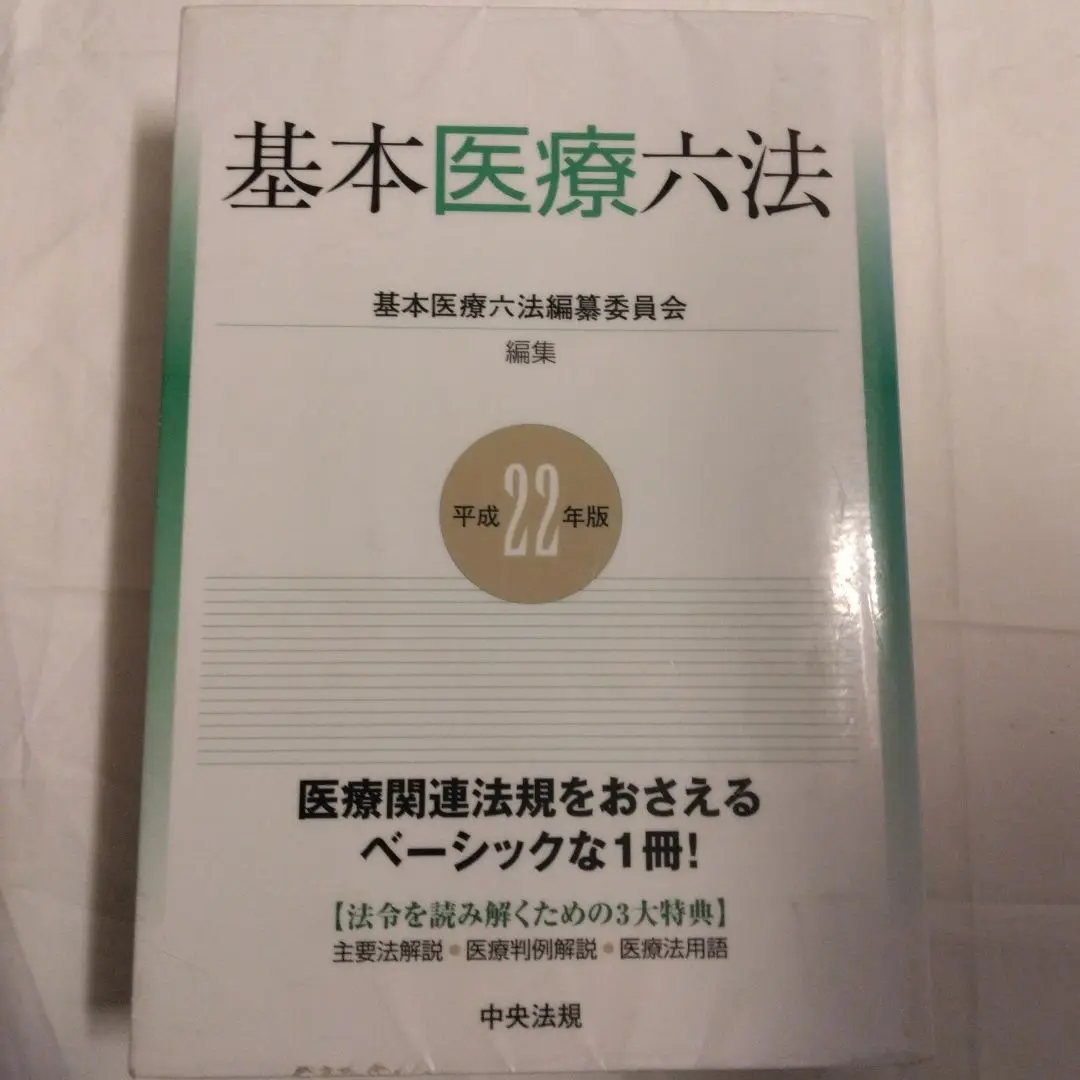 基本医療六法
基本医療六法編纂委員会
編集
平成22年版
医療関連法規をおさえる
ベーシックな1冊!
【法令を読み解くための3大特典】
主要法解説●医療判例解説●医療法用語
中央法規